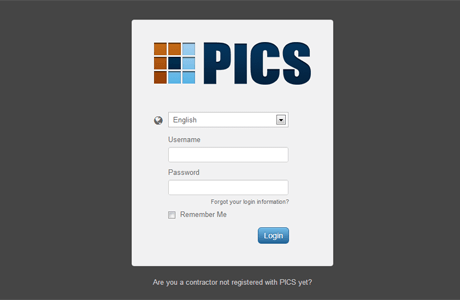 PICS
English
Username
Password
Forgot your login information?
Remember Me
Login
Are you a contractor not registered with PICS yet?